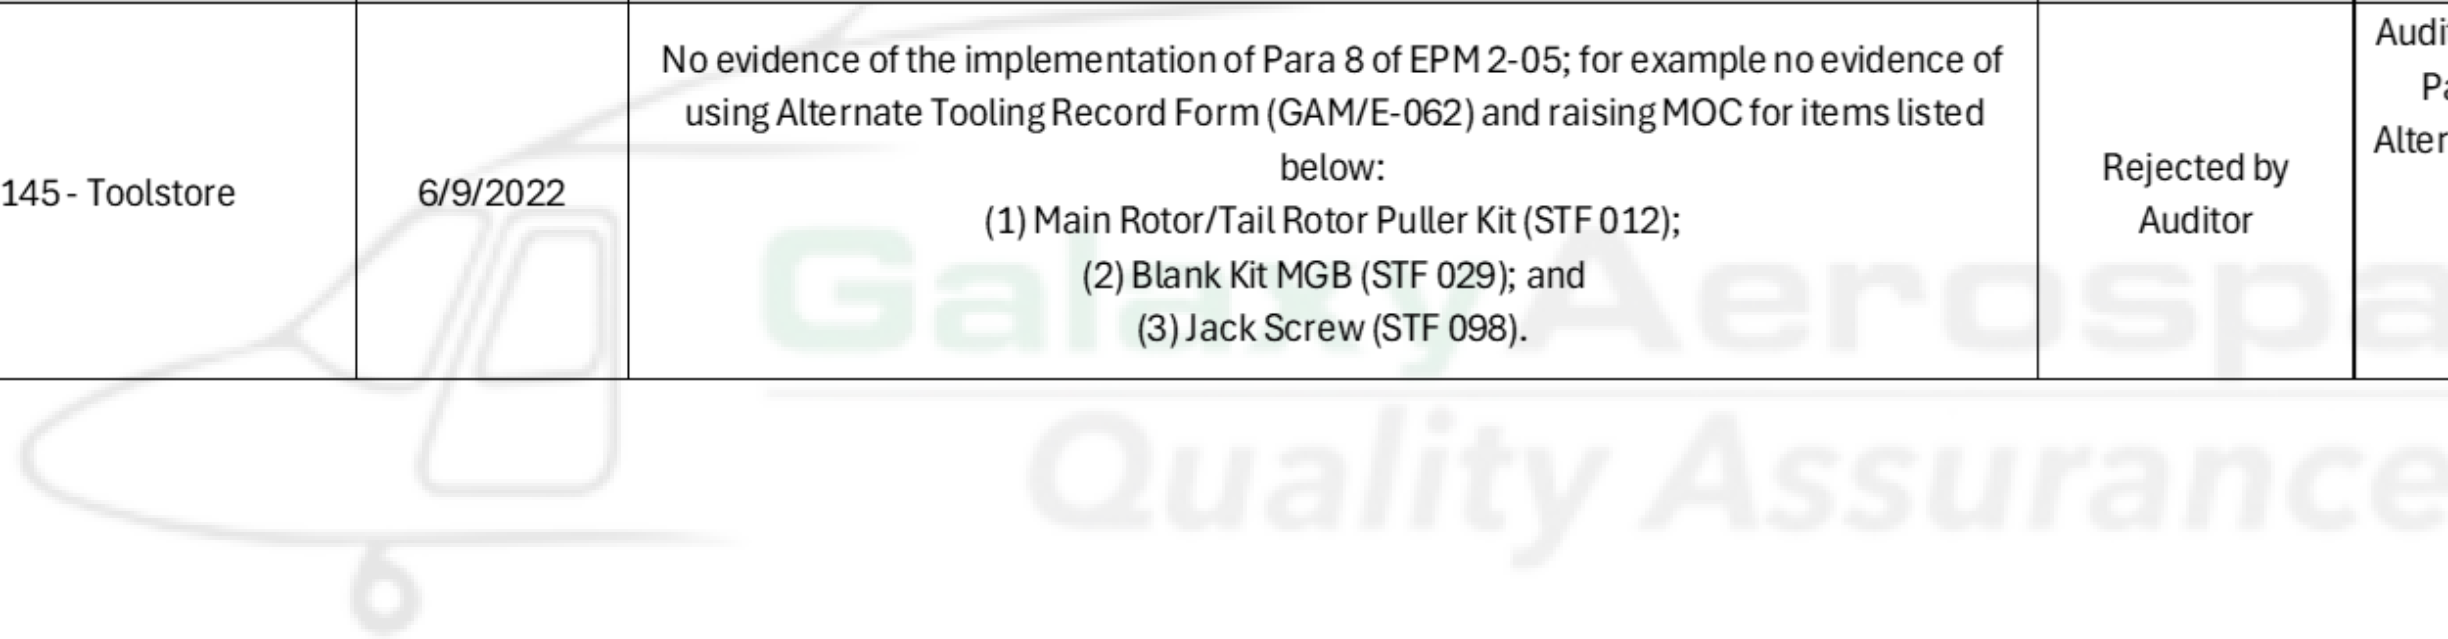 145 - Toolstore
6/9/2022
No evidence of the implementation of Para 8 of EPM 2-05; for example no evidence of
using Alternate Tooling Record Form (GAM/E-062) and raising MOC for items listed
below:
(1) Main Rotor/Tail Rotor Puller Kit (STF 012);
(2) Blank Kit MGB (STF 029); and
(3) Jack Screw (STF 098).
Rejected by
Auditor
Galaxy Aerospa
Quality Assurance